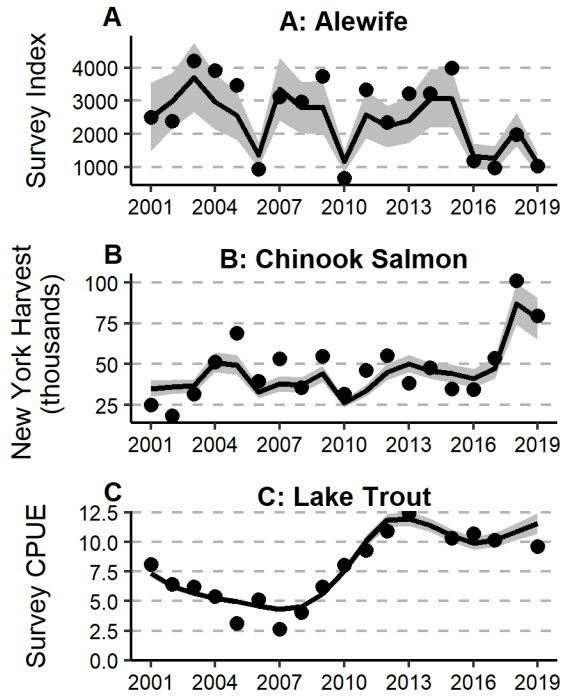 A
A: Alewife
Survey Index
4000
3000
2000
1000
2001 2004 2007 2010 2013 2016 2019
B
B: Chinook Salmon
New York Harvest
(thousands)
100
75
50
25
2001 2004 2007 2010 2013 2016 2019
C
C: Lake Trout
Survey CPUE
12.5
10.0
7.5
5.0
2.5
0.0
2001 2004 2007 2010 2013 2016 2019